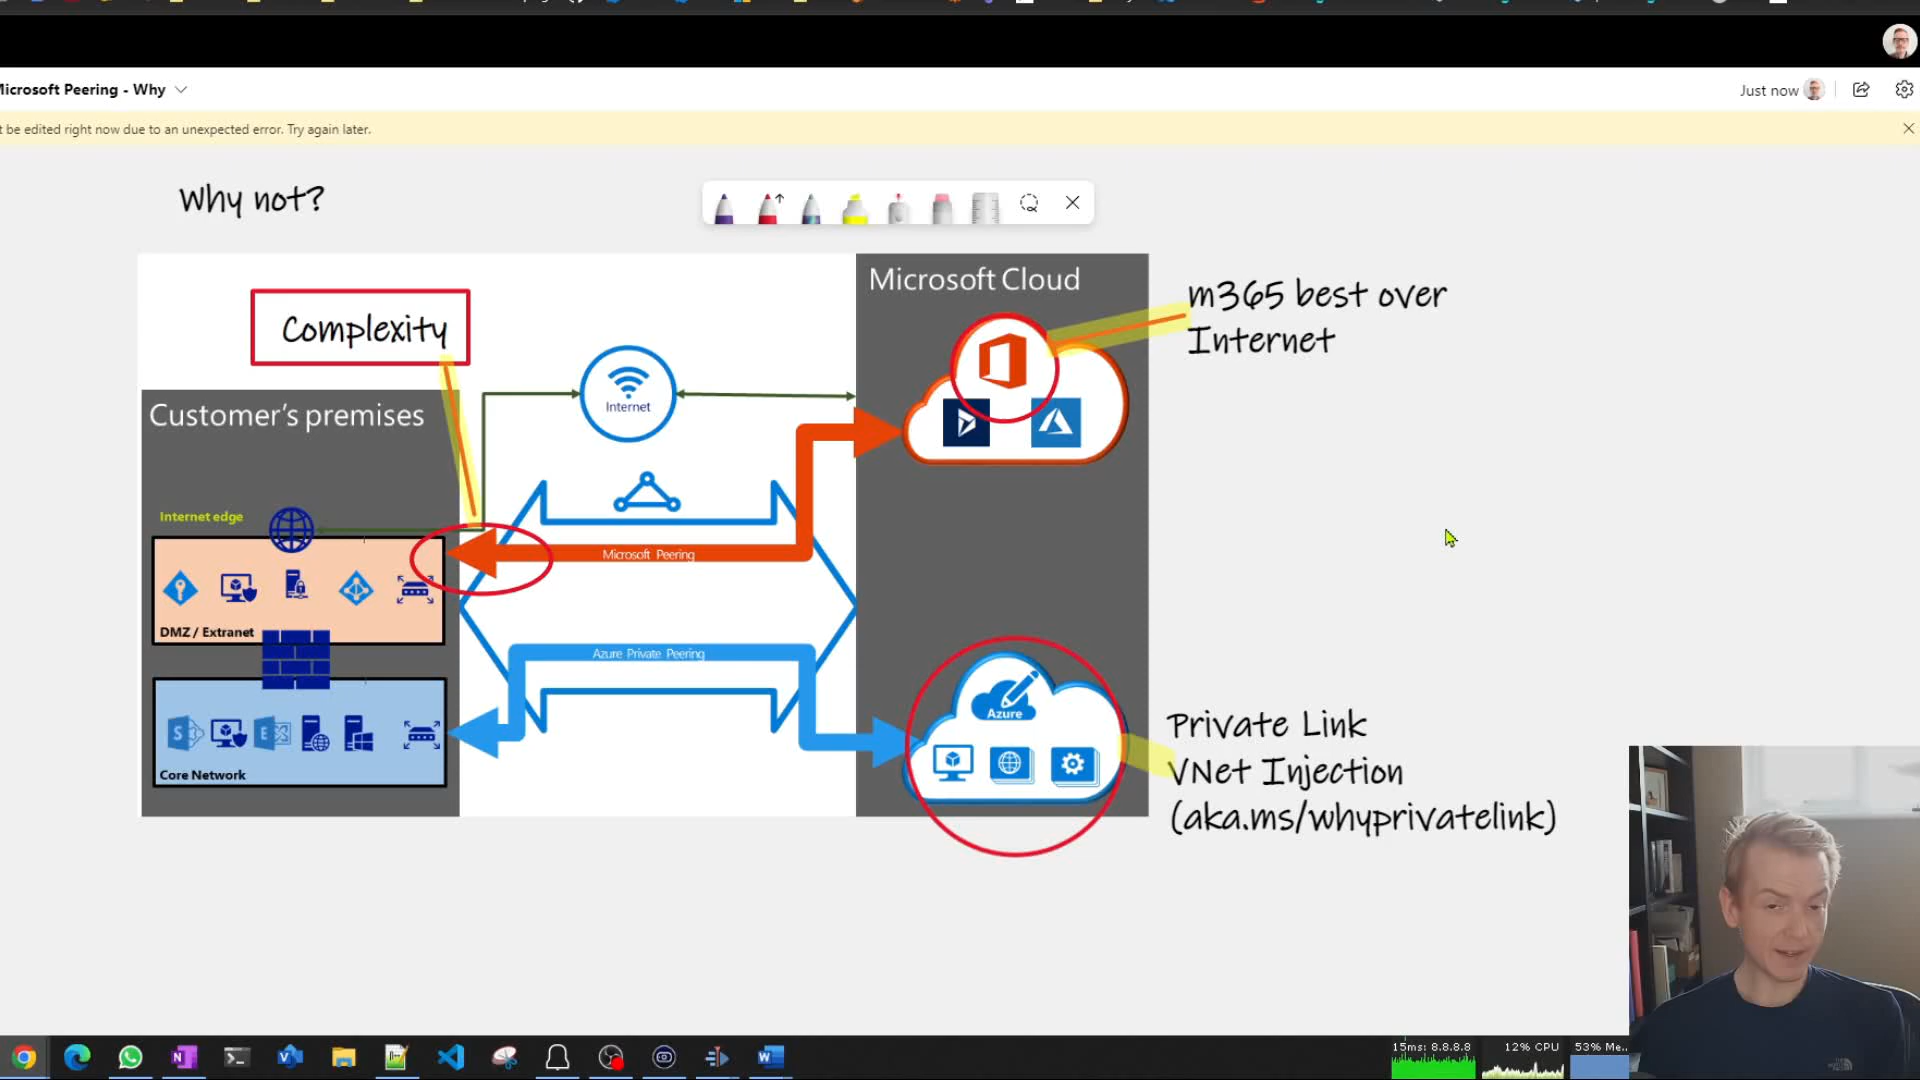 Microsoft Peering - Why
Just now
t be edited right now due to an unexpected error. Try again later.
Why not?
Microsoft Cloud
Complexity
m365 best over
Internet
Internet
Customer's premises
Internet edge
Microsoft Peering
DMZ / Extranet
Azure Private Peering
Azure
Core Network
Private Link
VNet Injection
(aka.ms/whyprivatelink)
15ms: 8.8.8.8
12% CPU
53% Me..